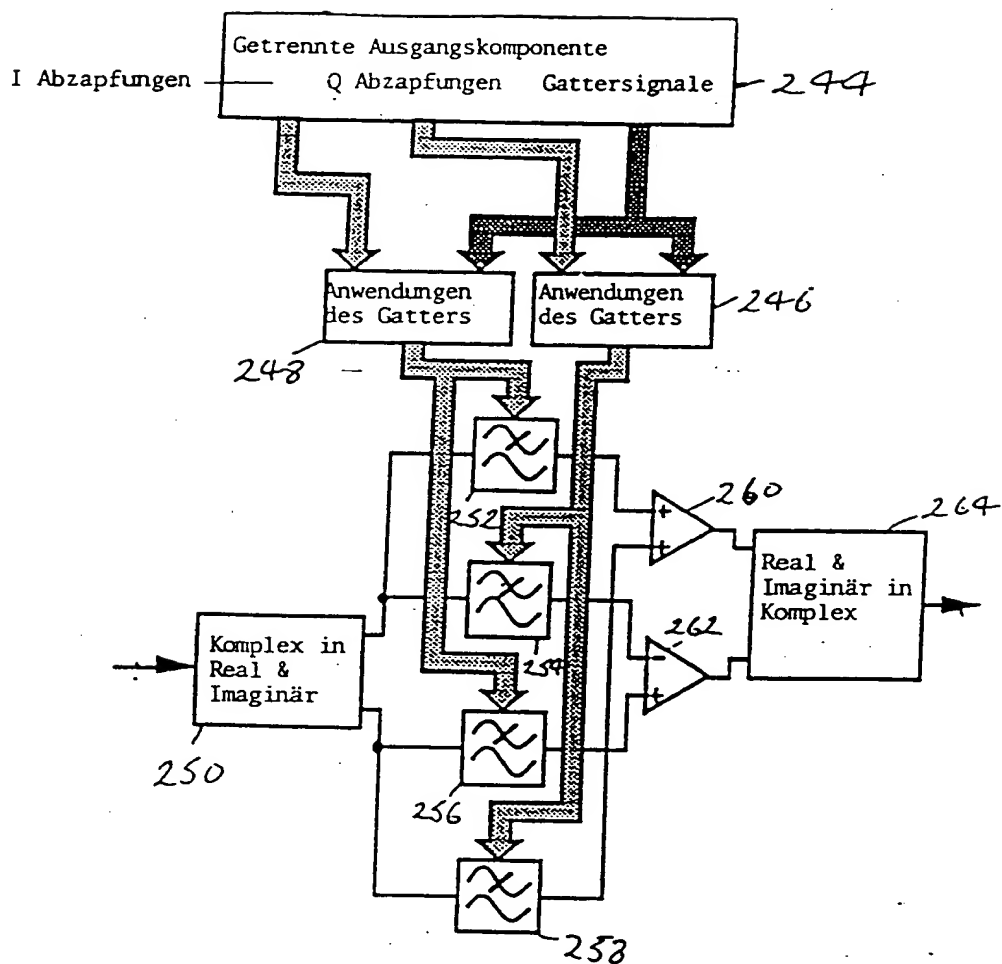 Getrennte Ausgangskomponente
I Abzapfungen
Q Abzapfungen
Gattersignale
244
Anwendungen
des Gatters
Anwendungen
des Gatters
246
248
252
260
264
Real &
Imaginär in
Komplex
+
+
262
-
+
254
Komplex in
Real &
Imaginär
250
256
258